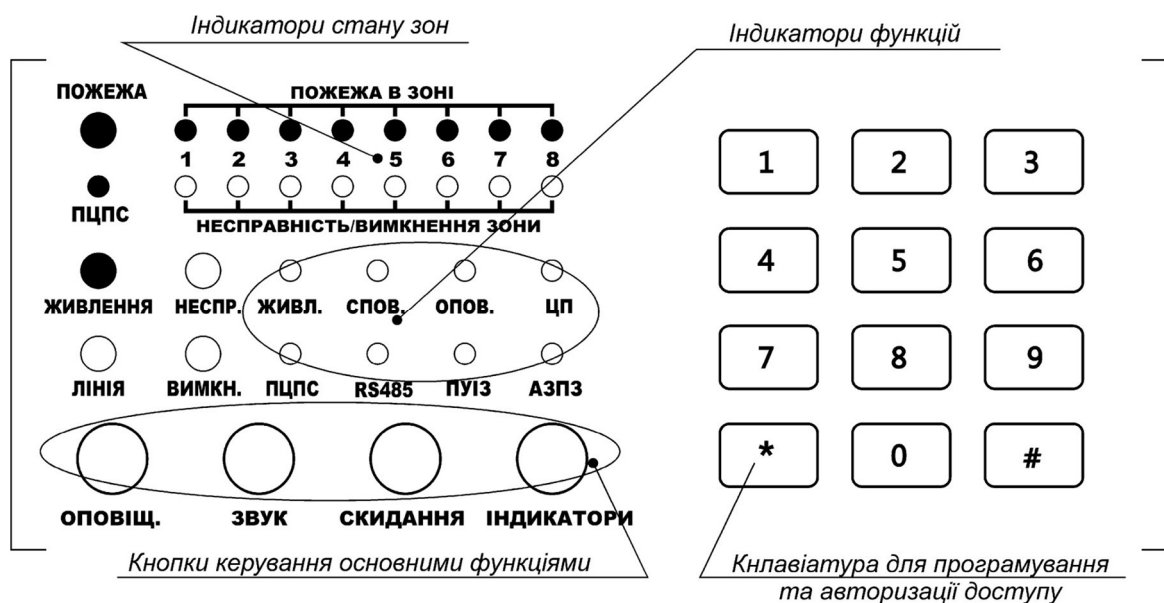 Індикатори стану зон
Індикатори функцій
ПОЖЕЖА
ПОЖЕЖА В ЗОНІ
1 2 3 4 5 6 7 8
ПЦПС
НЕСПРАВНІСТЬ/ВИМКНЕННЯ ЗОНИ
ЖИВЛЕННЯ НЕСПР. ЖИВЛ. СПОВ. ОПОВ. ЦП
ЛІНІЯ ВИМКН. ПЦПС RS485 ПУІЗ АЗПЗ
ОПОВІЩ. ЗВУК СКИДАННЯ ІНДИКАТОРИ
Кнопки керування основними функціями
1 2 3
4 5 6
7 8 9
* 0 #
Кнлавіатура для програмування
та авторизації доступу